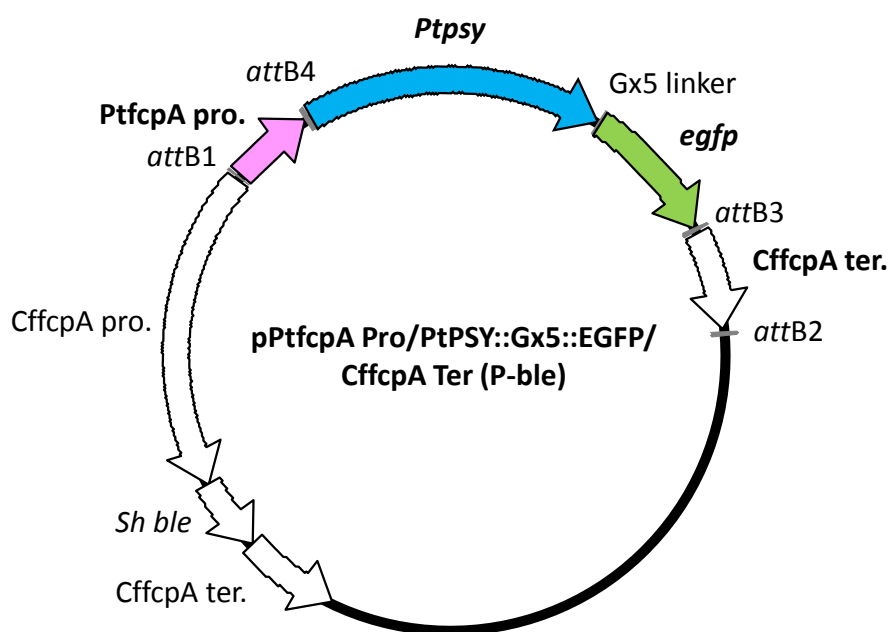 Ptpsy
attB4
Gx5 linker
PtfcpA pro.
egfp
attB1
attB3
CffcpA ter.
CffcpA pro.
pPtfcpA Pro/PtPSY::Gx5::EGFP/
CffcpA Ter (P-ble)
attB2
Sh ble
CffcpA ter.